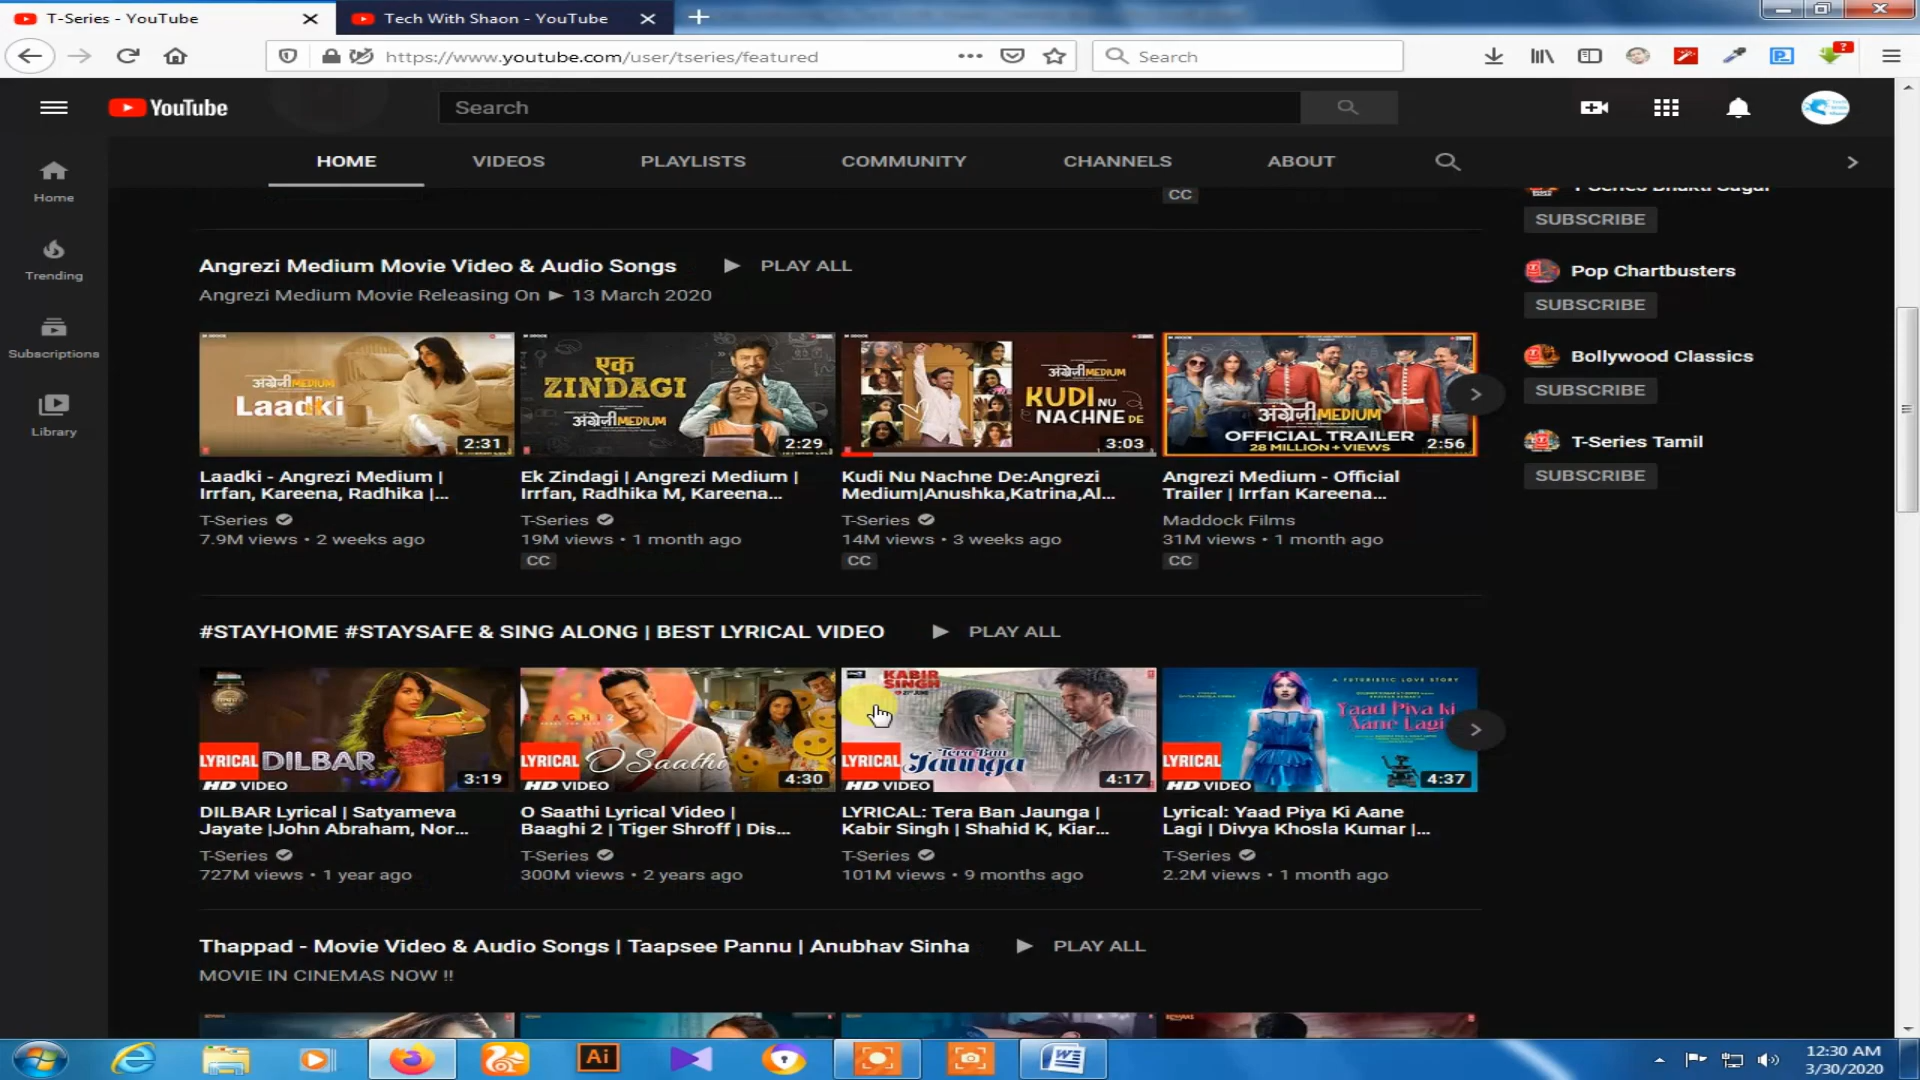 T-Series - YouTube
Tech With Shaon - YouTube
https://www.youtube.com/user/tseries/featured
Search
YouTube
Search
HOME
VIDEOS
PLAYLISTS
COMMUNITY
CHANNELS
ABOUT
Home
Trending
Subscriptions
Library
CC
T-Series Bhakti Sagar
SUBSCRIBE
Pop Chartbusters
SUBSCRIBE
Bollywood Classics
SUBSCRIBE
T-Series Tamil
SUBSCRIBE
Angrezi Medium Movie Video & Audio Songs
PLAY ALL
Angrezi Medium Movie Releasing On ► 13 March 2020
अंग्रेज़ी MEDIUM
Laadki
2:31
एक
ZINDAGI
अंग्रेज़ी MEDIUM
2:29
अंग्रेज़ी MEDIUM
KUDI NU
NACHNE DE
3:03
अंग्रेज़ी MEDIUM
OFFICIAL TRAILER
28 MILLION+ VIEWS
2:56
Laadki - Angrezi Medium |
Irrfan, Kareena, Radhika |...
T-Series
7.9M views • 2 weeks ago
Ek Zindagi | Angrezi Medium |
Irrfan, Radhika M, Kareena...
T-Series
19M views • 1 month ago
CC
Kudi Nu Nachne De:Angrezi
Medium|Anushka,Katrina,Al...
T-Series
14M views • 3 weeks ago
CC
Angrezi Medium - Official
Trailer | Irrfan Kareena...
Maddock Films
31M views • 1 month ago
CC
#STAYHOME #STAYSAFE & SING ALONG | BEST LYRICAL VIDEO
PLAY ALL
LYRICAL DILBAR
HD VIDEO
3:19
BAAGHI 2
LYRICAL O Saathi
HD VIDEO
4:30
KABIR
SINGH
LYRICAL Tera Ban
Jaunga
HD VIDEO
4:17
A FUTURISTIC LOVE STORY
Yaad Piya ki
Aane Lagi
LYRICAL
HD VIDEO
4:37
DILBAR Lyrical | Satyameva
Jayate |John Abraham, Nor...
T-Series
727M views • 1 year ago
O Saathi Lyrical Video |
Baaghi 2 | Tiger Shroff | Dis...
T-Series
300M views • 2 years ago
LYRICAL: Tera Ban Jaunga |
Kabir Singh | Shahid K, Kiar...
T-Series
101M views • 9 months ago
Lyrical: Yaad Piya Ki Aane
Lagi | Divya Khosla Kumar |...
T-Series
2.2M views • 1 month ago
Thappad - Movie Video & Audio Songs | Taapsee Pannu | Anubhav Sinha
PLAY ALL
MOVIE IN CINEMAS NOW !!
Ai
12:30 AM
3/30/2020